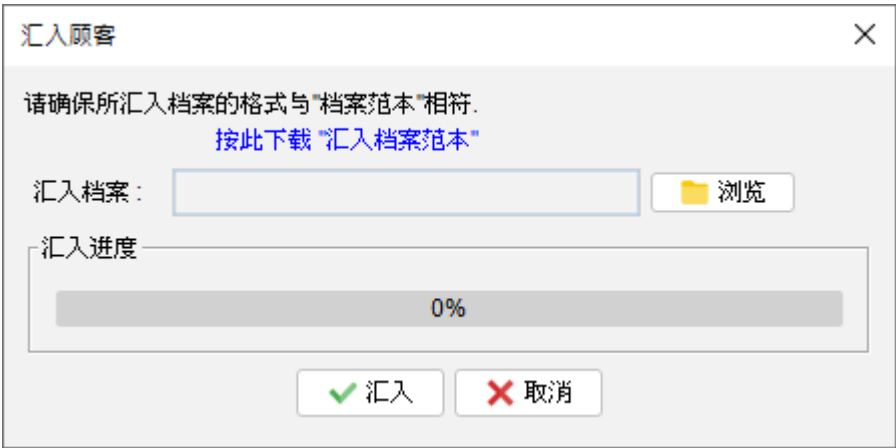 汇入顾客
请确保所汇入档案的格式与"档案范本"相符.
按此下载 "汇入档案范本"
汇入档案 : 浏览
汇入进度
0%
汇入 取消